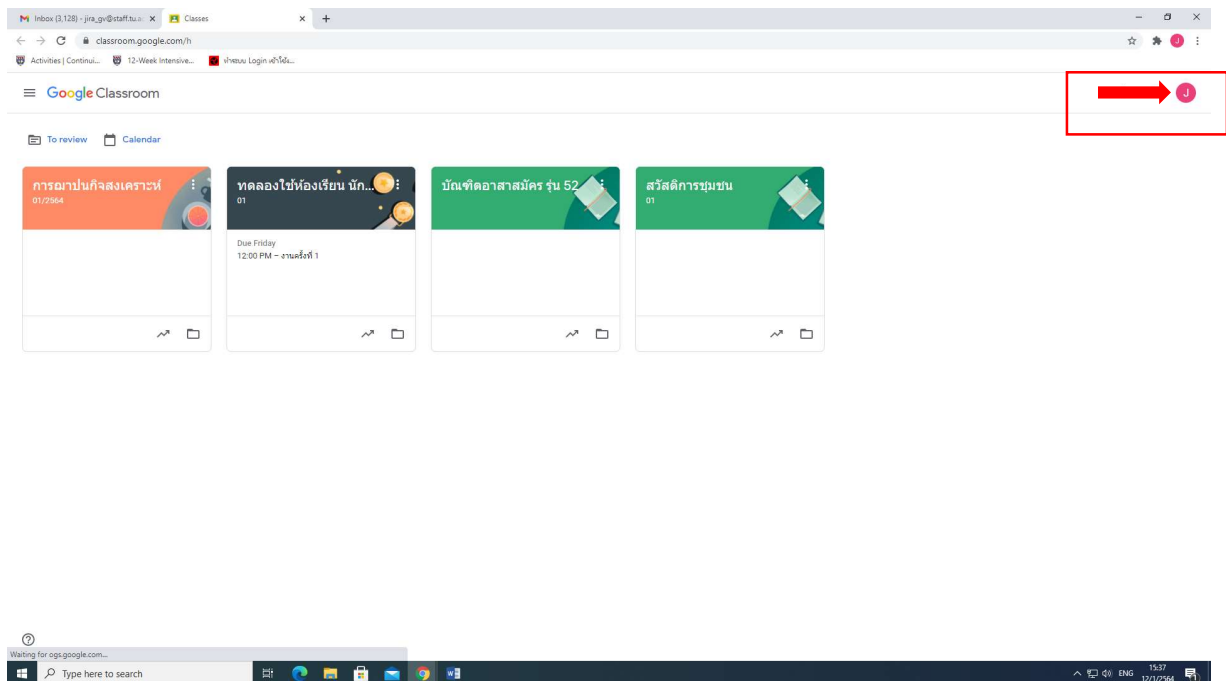 Inbox (3,128) - jira_gv@staff.tu.a
Classes
classroom.google.com/h
Activities | Continui...
12-Week Intensive...
Login
Google Classroom
J
To review
Calendar
การฌาปนกิจสงเคราะห์
01/2564
ทดลองใช้ห้องเรียน นัก...
01
บัณฑิตอาสาสมัคร รุ่น 52
สวัสดิการชุมชน
01
Due Friday
12:00 PM – งานครั้งที่ 1
Waiting for ogs.google.com...
Type here to search
ENG
15:37
12/1/2564